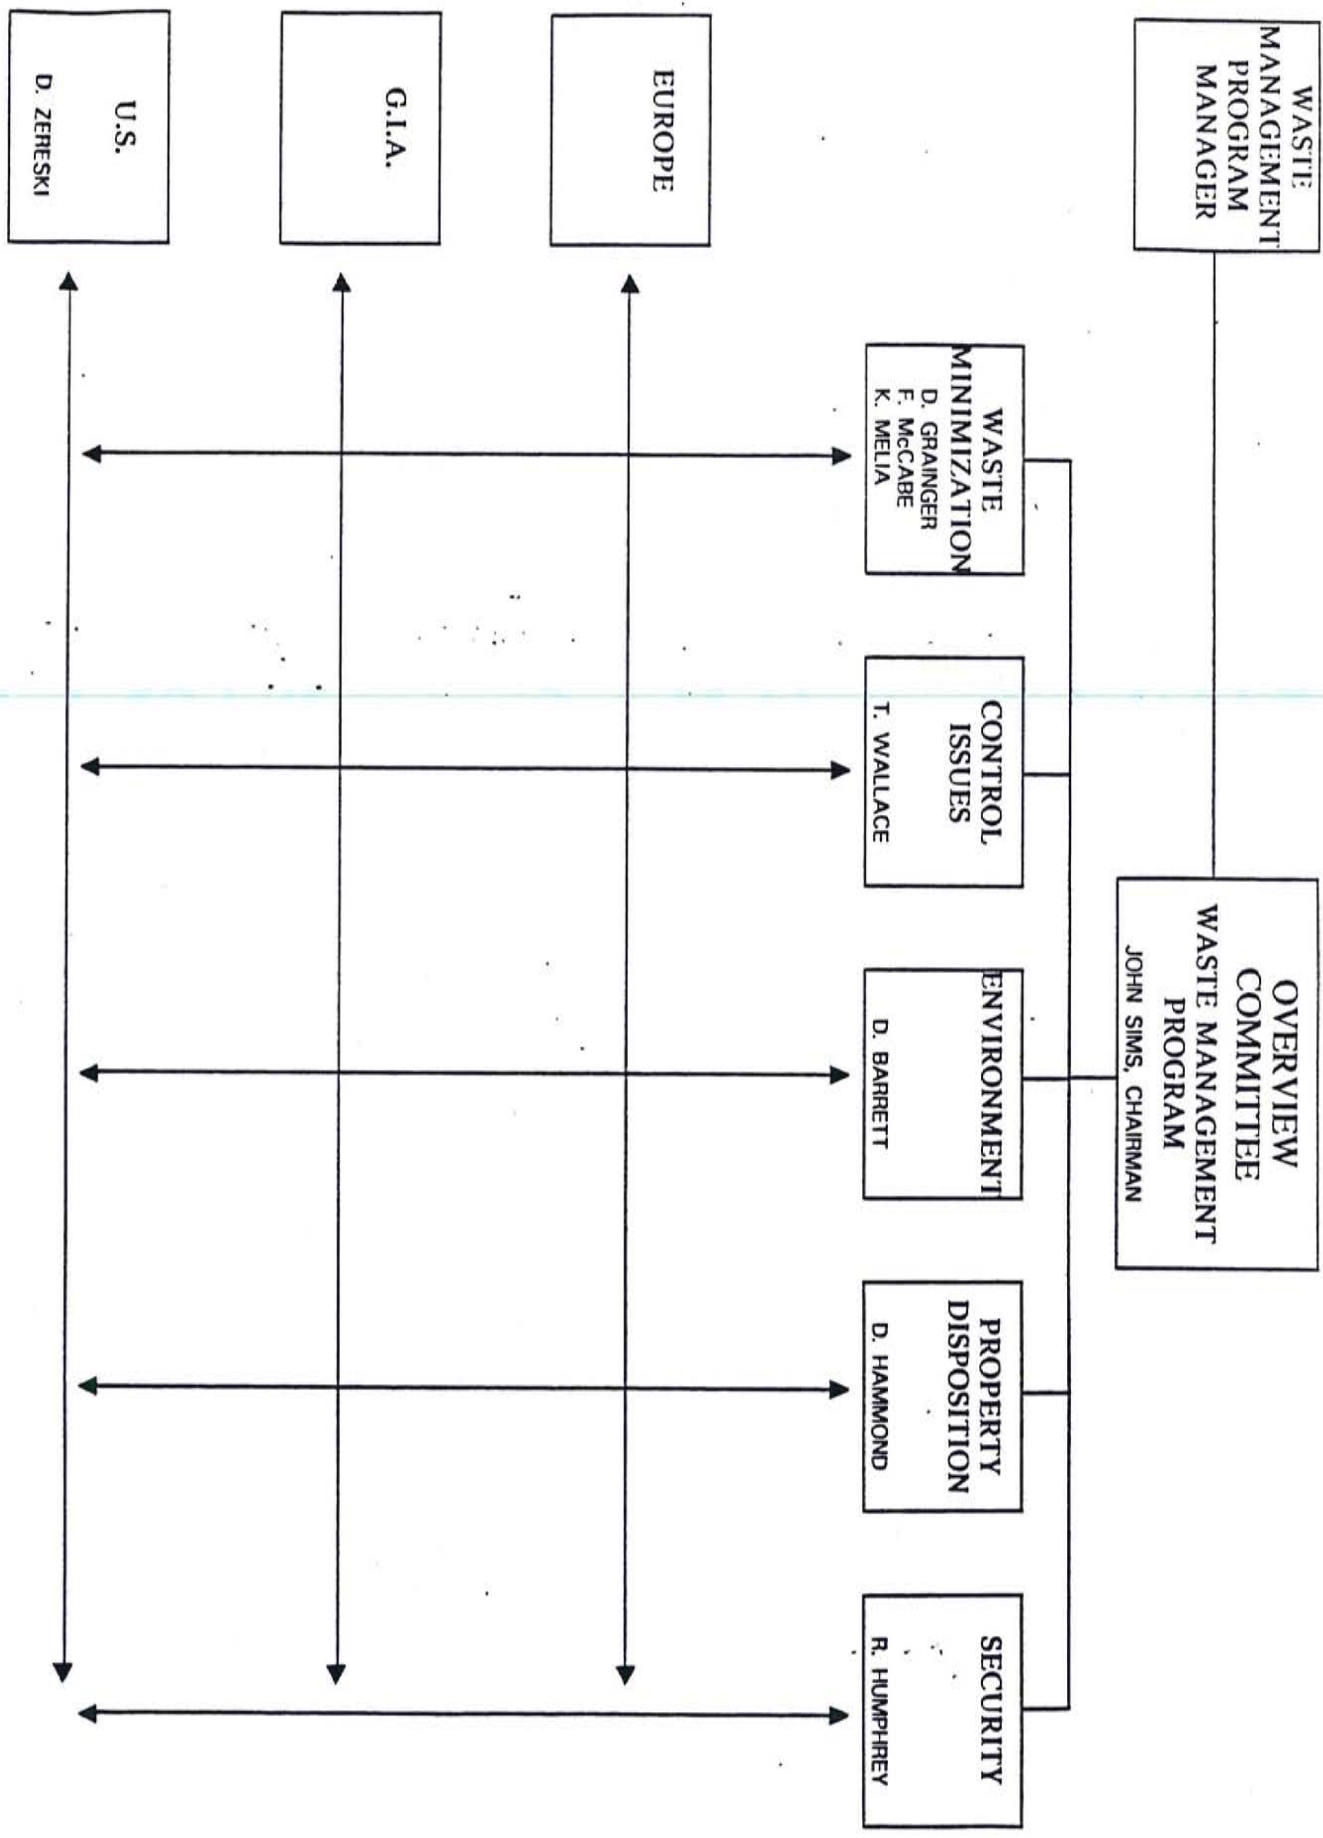 WASTE
MANAGEMENT
PROGRAM
MANAGER
OVERVIEW
COMMITTEE
WASTE MANAGEMENT
PROGRAM
JOHN SIMS, CHAIRMAN
WASTE
MINIMIZATION
D. GRAINGER
F. McCABE
K. MELIA
CONTROL
ISSUES
T. WALLACE
ENVIRONMENT
D. BARRETT
PROPERTY
DISPOSITION
D. HAMMOND
SECURITY
R. HUMPHREY
EUROPE
G.I.A.
U.S.
D. ZERESKI